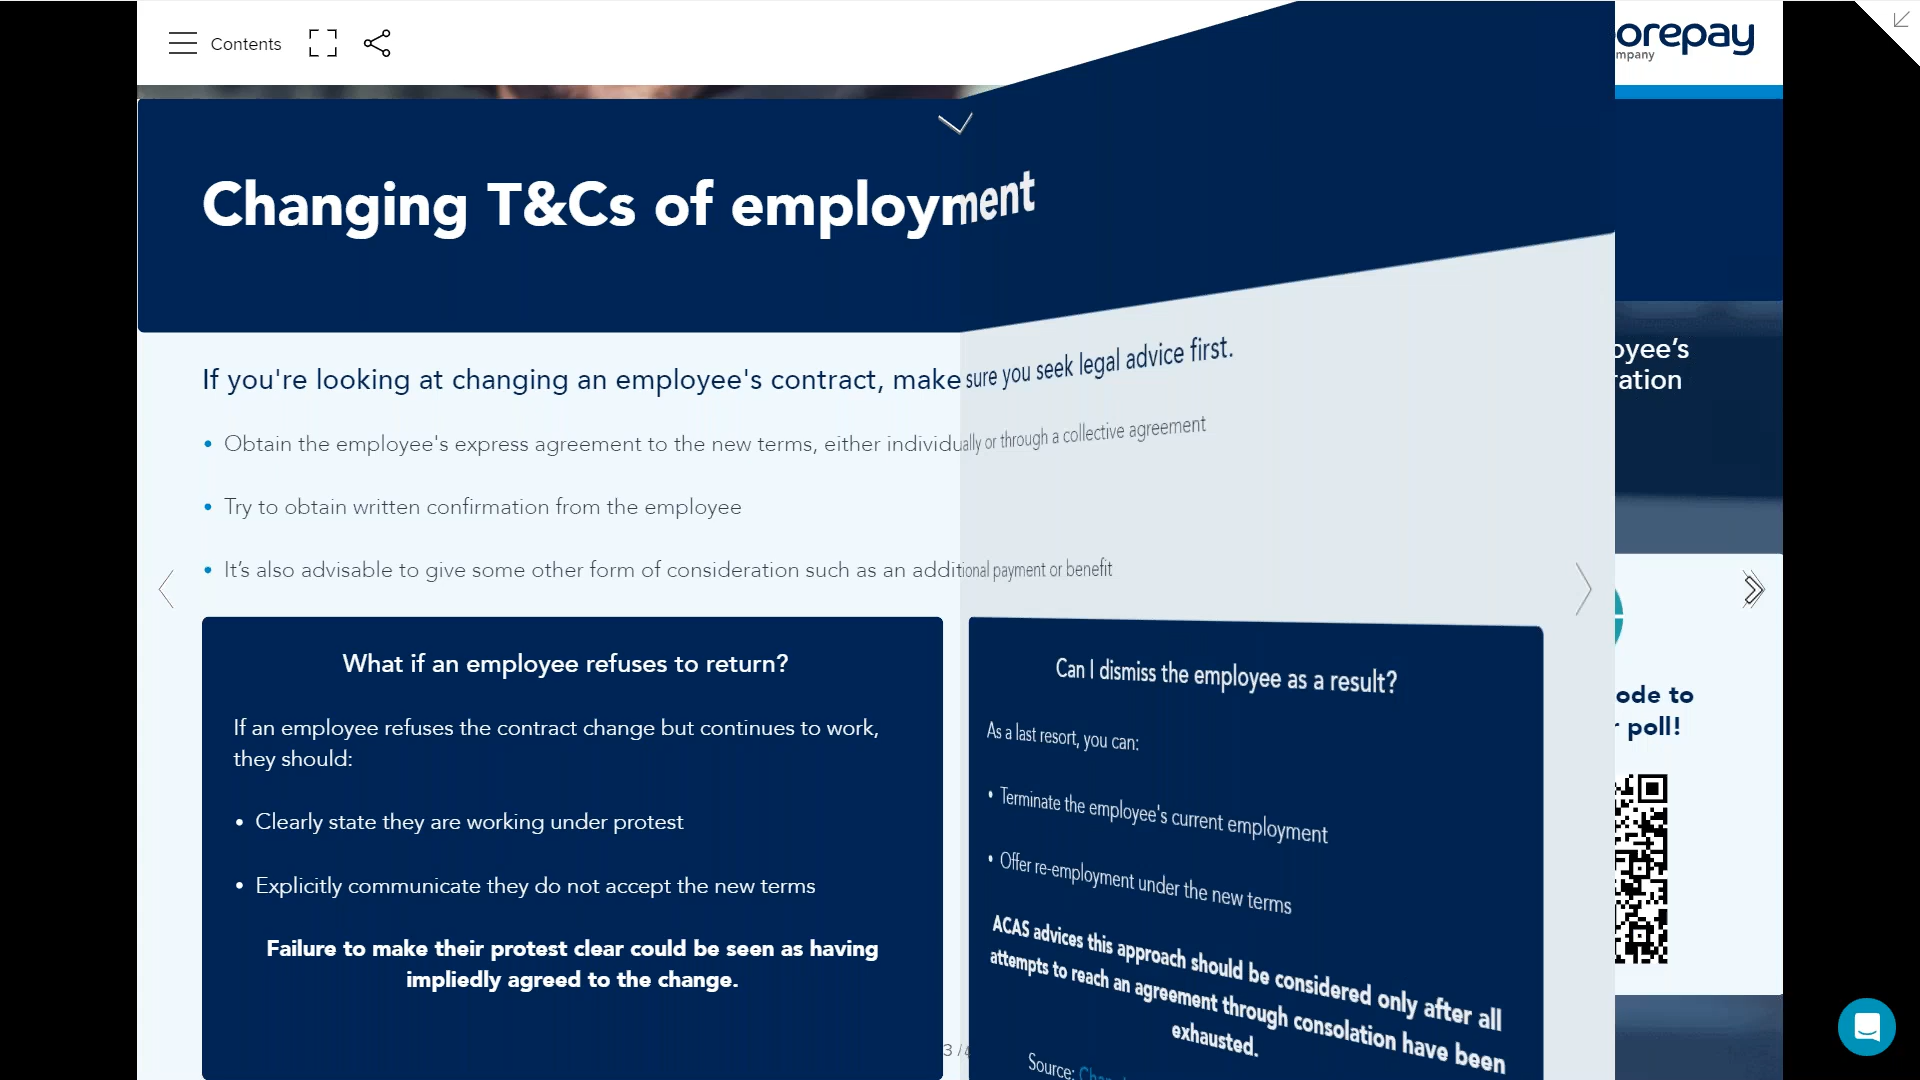 Contents
orepay
mpany
Changing T&Cs of employment
If you're looking at changing an employee's contract, make sure you seek legal advice first.
• Obtain the employee's express agreement to the new terms, either individually or through a collective agreement
• Try to obtain written confirmation from the employee
• It’s also advisable to give some other form of consideration such as an additional payment or benefit
What if an employee refuses to return?
If an employee refuses the contract change but continues to work,
they should:
• Clearly state they are working under protest
• Explicitly communicate they do not accept the new terms
Failure to make their protest clear could be seen as having
impliedly agreed to the change.
Can I dismiss the employee as a result?
As a last resort, you can:
• Terminate the employee's current employment
• Offer re-employment under the new terms
ACAS advices this approach should be considered only after all
attempts to reach an agreement through consolation have been
exhausted.
Source:
3 /4
oyee’s
ration
ode to
r poll!